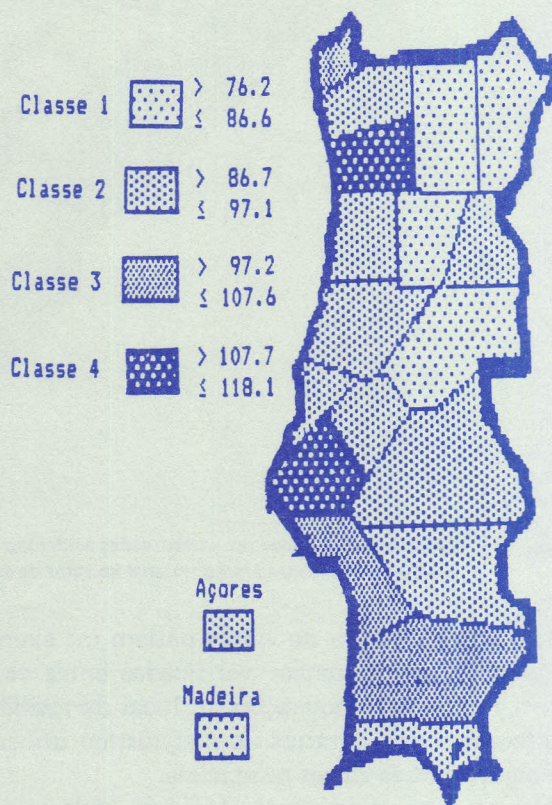 Classe 1 > 76.2
≤ 86.6
Classe 2 > 86.7
≤ 97.1
Classe 3 > 97.2
≤ 107.6
Classe 4 > 107.7
≤ 118.1
Açores
Madeira